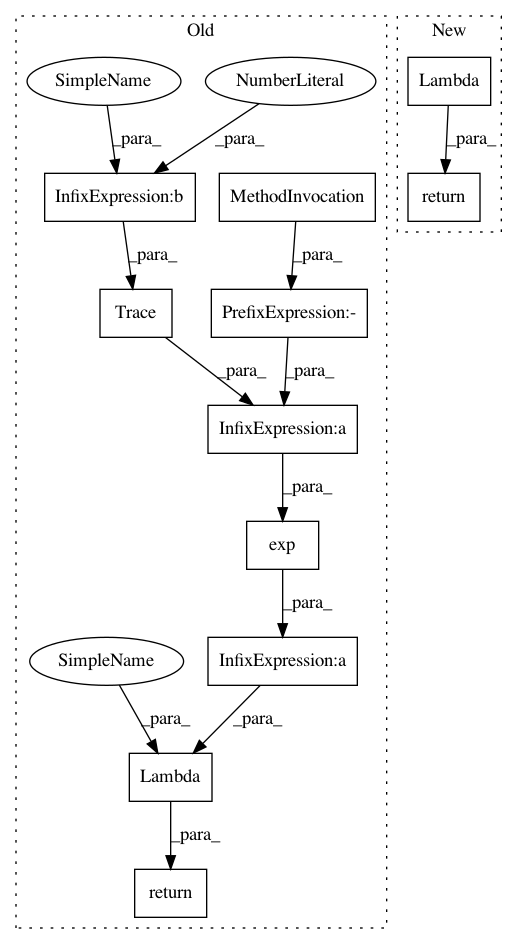 Old
New
SimpleName
NumberLiteral
Lambda
_para_
_para_
_para_
InfixExpression:b
MethodInvocation
return
_para_
_para_
Trace
PrefixExpression:-
_para_
_para_
InfixExpression:a
_para_
exp
_para_
SimpleName
InfixExpression:a
_para_
_para_
Lambda
_para_
return